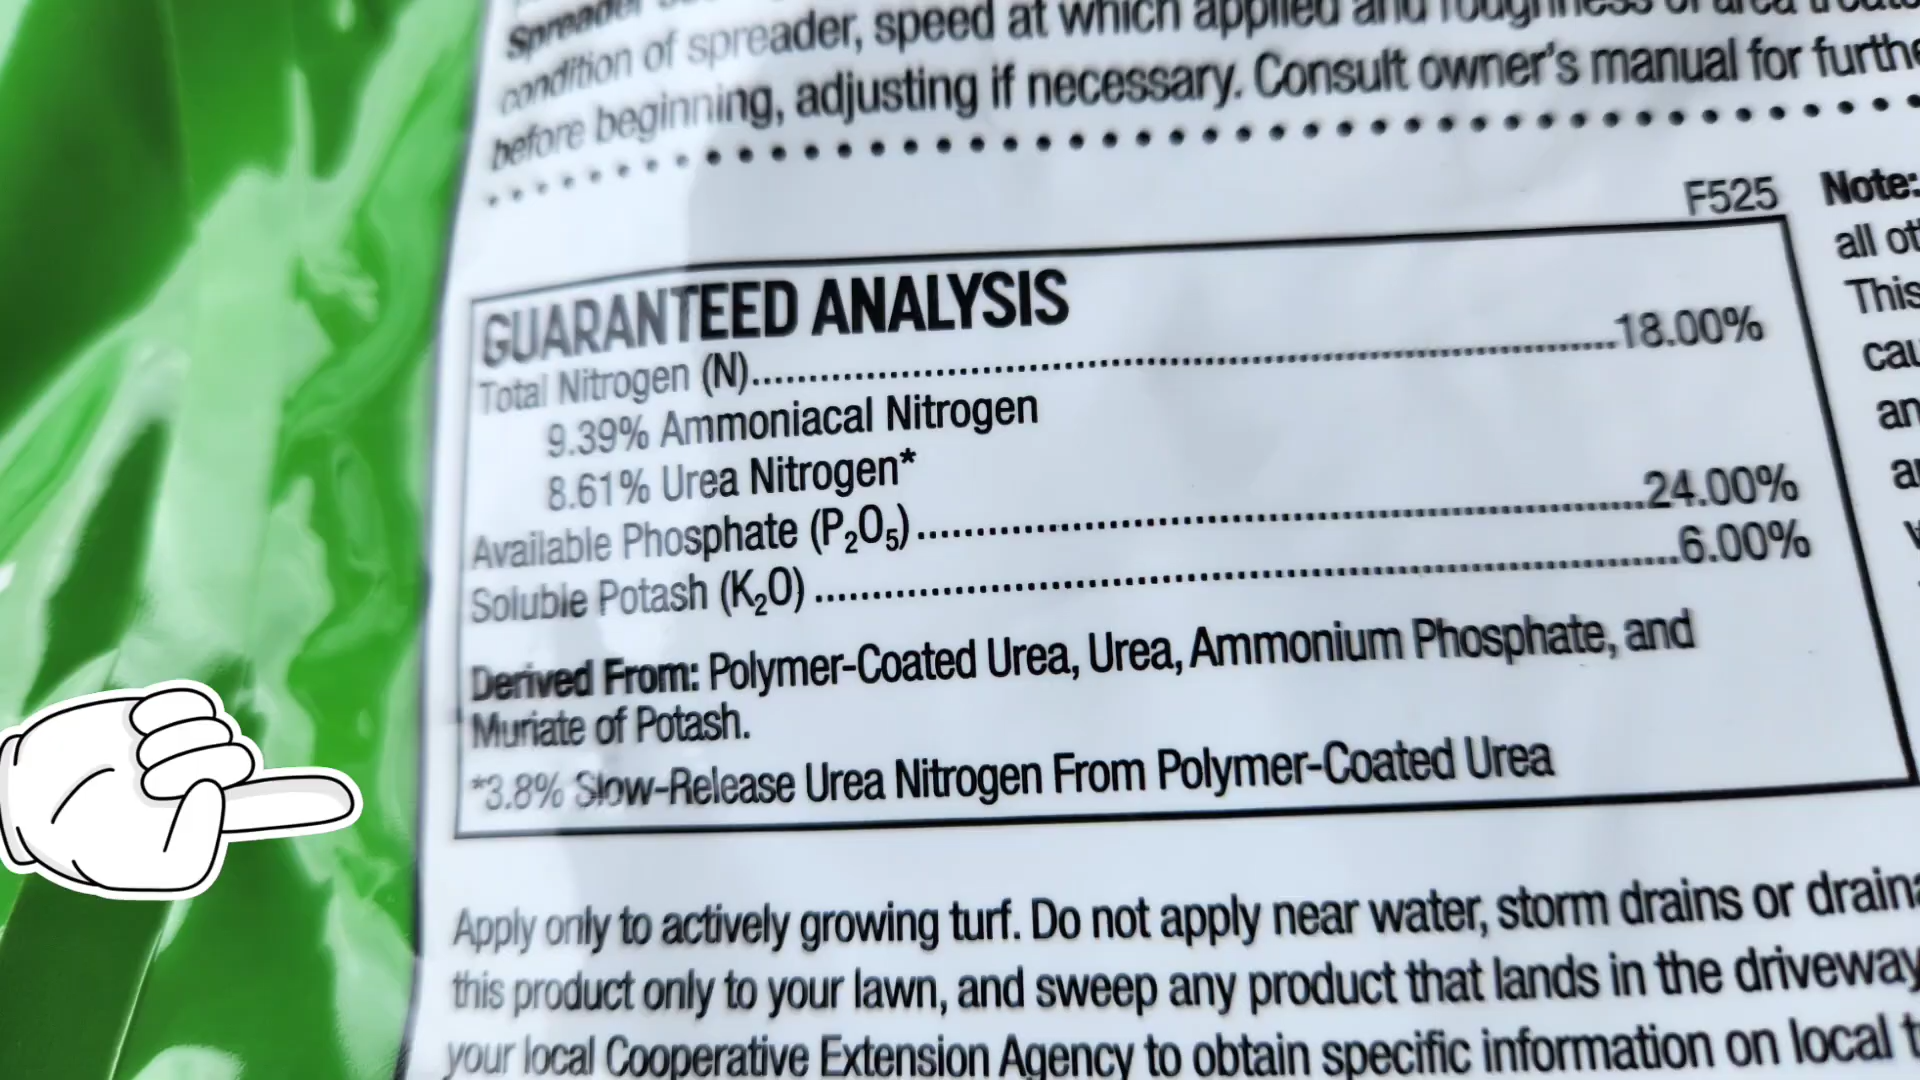 Spreader
condition of spreader, speed at which applied and roughness of area
before beginning, adjusting if necessary. Consult owner's manual for
F525
Note:
all
This
GUARANTEED ANALYSIS
Total Nitrogen (N)..........18.00%
9.39% Ammoniacal Nitrogen
8.61% Urea Nitrogen*
Available Phosphate (P₂O₅)..........24.00%
Soluble Potash (K₂O)..........6.00%
Derived From: Polymer-Coated Urea, Urea, Ammonium Phosphate, and
Muriate of Potash.
*3.8% Slow-Release Urea Nitrogen From Polymer-Coated Urea
Apply only to actively growing turf. Do not apply near water, storm drains or
this product only to your lawn, and sweep any product that lands in the driveway
your local Cooperative Extension Agency to obtain specific information on local